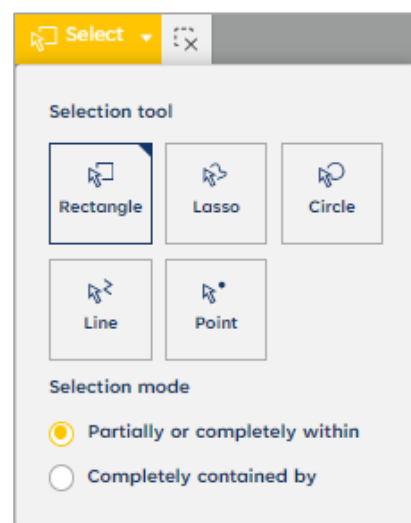 Select
Selection tool
Rectangle Lasso Circle
Line Point
Selection mode
Partially or completely within
Completely contained by